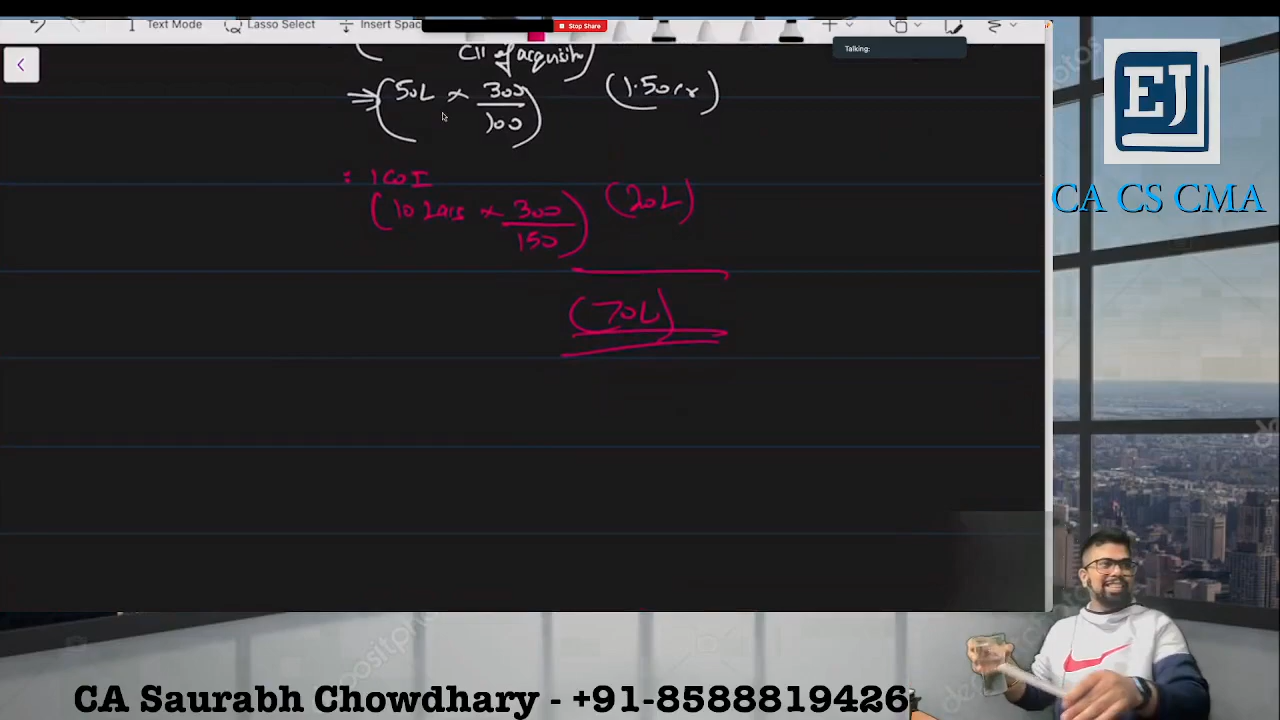 Text Mode Lasso Select Insert Spac
Stop Share
Talking:
CII of acquisitn
(50L × 300/100) (1.50cr)
: ICOI
(10 Lacs × 300/150) (20L)
(70L)
EJ
CA CS CMA
CA Saurabh Chowdhary - +91-8588819426